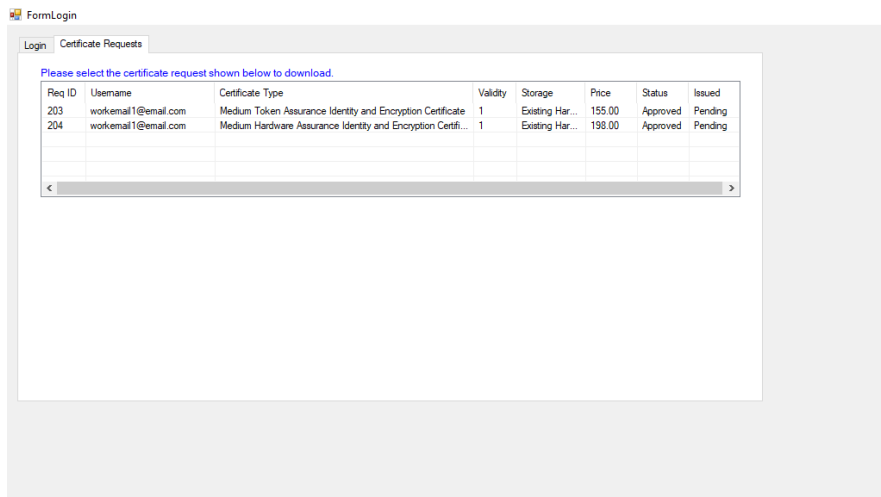 FormLogin
Login Certificate Requests
Please select the certificate request shown below to download.
Req ID Username Certificate Type Validity Storage Price Status Issued
203 workemail1@email.com Medium Token Assurance Identity and Encryption Certificate 1 Existing Har... 155.00 Approved Pending
204 workemail1@email.com Medium Hardware Assurance Identity and Encryption Certifi... 1 Existing Har... 198.00 Approved Pending